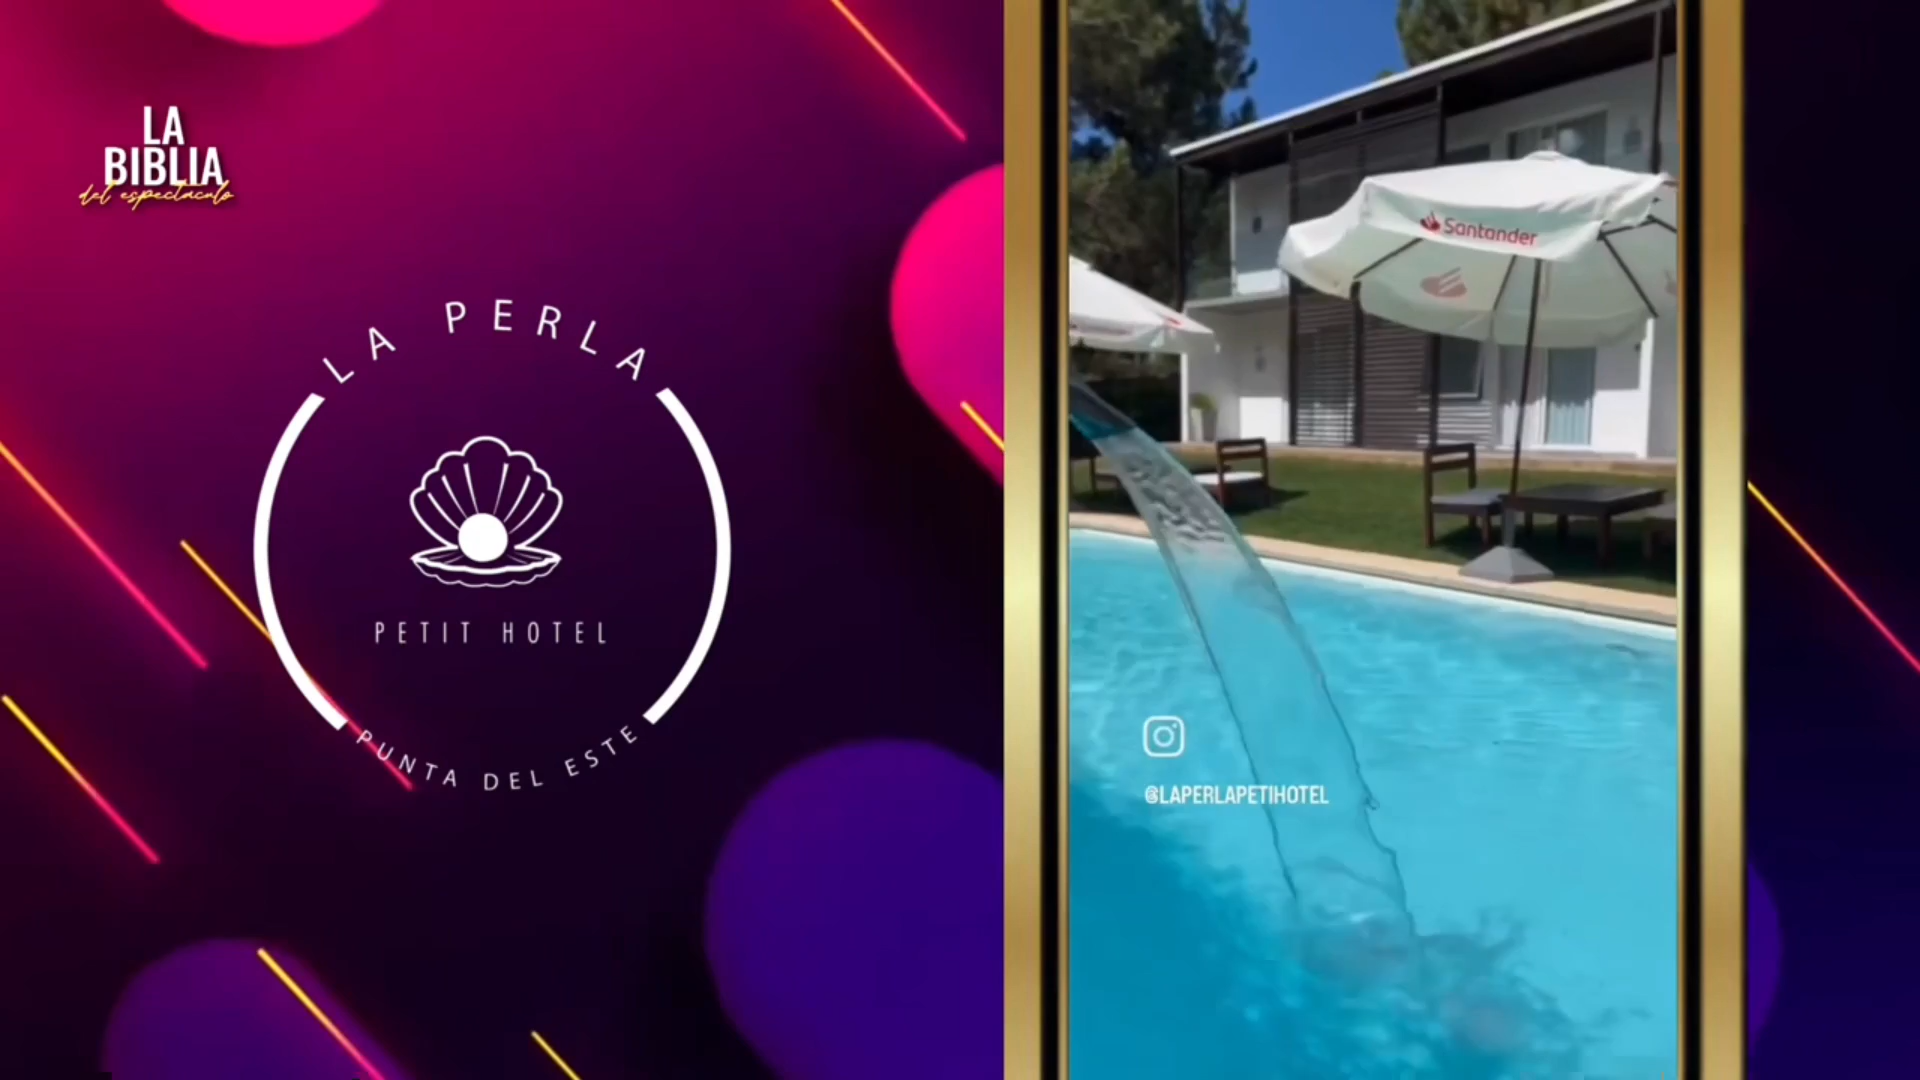 LA
BIBLIA
del espectaculo
LA PERLA
PETIT HOTEL
PUNTA DEL ESTE
Santander
@LAPERLAPETIHOTEL